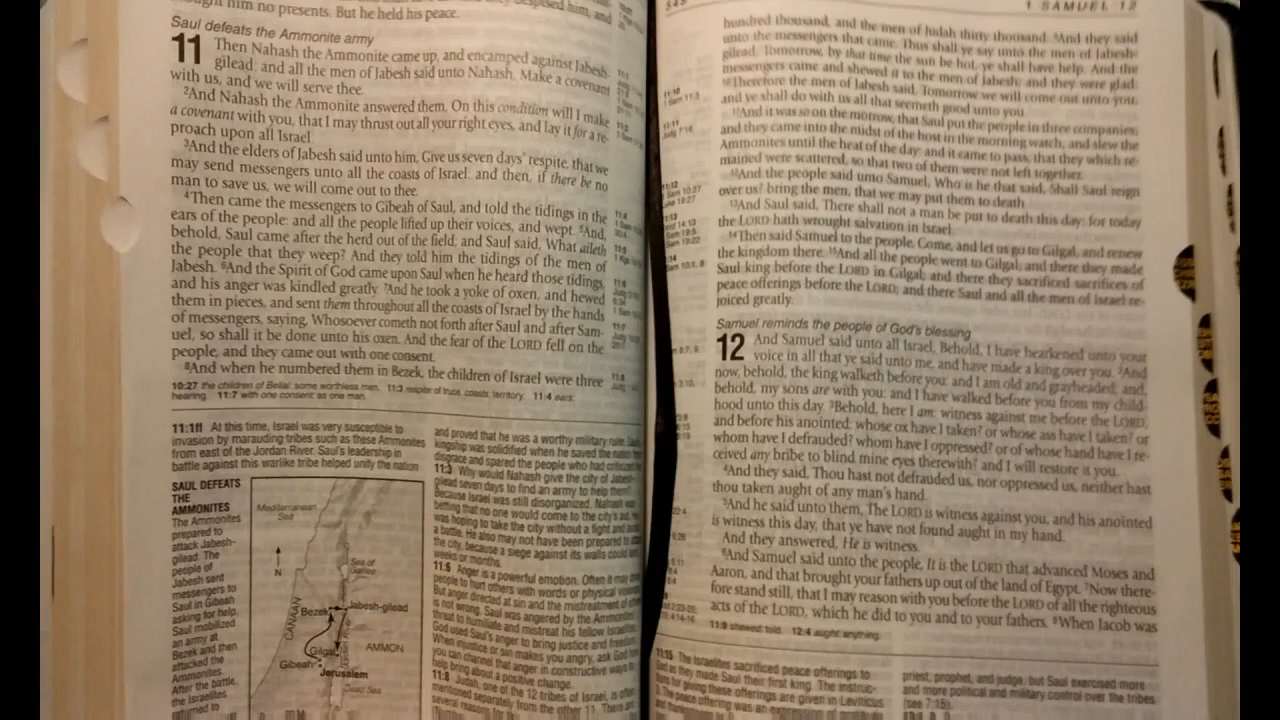 ught him no presents. But he held his peace.
Saul defeats the Ammonite army
11 Then Nahash the Ammonite came up, and encamped against Jabesh-
gilead: and all the men of Jabesh said unto Nahash, Make a covenant
with us, and we will serve thee.
2And Nahash the Ammonite answered them, On this condition will I make
a covenant with you, that I may thrust out all your right eyes, and lay it for a re-
proach upon all Israel.
3And the elders of Jabesh said unto him, Give us seven days' respite, that we
may send messengers unto all the coasts of Israel: and then, if there be no
man to save us, we will come out to thee.
4Then came the messengers to Gibeah of Saul, and told the tidings in the
ears of the people: and all the people lifted up their voices, and wept. 5And,
behold, Saul came after the herd out of the field; and Saul said, What aileth
the people that they weep? And they told him the tidings of the men of
Jabesh. 6And the Spirit of God came upon Saul when he heard those tidings,
and his anger was kindled greatly. 7And he took a yoke of oxen, and hewed
them in pieces, and sent them throughout all the coasts of Israel by the hands
of messengers, saying, Whosoever cometh not forth after Saul and after Sam-
uel, so shall it be done unto his oxen. And the fear of the LORD fell on the
people, and they came out with one consent.
8And when he numbered them in Bezek, the children of Israel were three
10:27 the children of Belial: some worthless men. 11:3 respite: of truce, coasts: territory. 11:4 ears:
hearing. 11:7 with one consent: as one man.
11:1ff At this time, Israel was very susceptible to
invasion by marauding tribes such as these Ammonites
from east of the Jordan River. Saul's leadership in
battle against this warlike tribe helped unify the nation
SAUL DEFEATS
THE
AMMONITES
The Ammonites
prepared to
attack Jabesh-
gilead. The
people of
Jabesh sent
messengers to
Saul in Gibeah
asking for help.
Saul mobilized
an army at
Bezek and then
attacked the
Ammonites.
After the battle,
the Israelites
returned to
Mediterranean
Sea
N
Sea of
Galilee
CANAAN
Bezek
Jabesh-gilead
Jordan River
Gilgal
AMMON
Gibeah
Jerusalem
Dead Sea
and proved that he was a worthy military ruler. Saul's
kingship was solidified when he saved the nation from
disgrace and spared the people who had criticized
11:3 Why would Nahash give the city of Jabesh-
gilead seven days to find an army to help them?
Because Israel was still disorganized, Nahash was
betting that no one would come to the city's aid. He
was hoping to take the city without a fight and avoid
a battle. He also may not have been prepared to attack
the city, because a siege against its walls could last
weeks or months.
11:6 Anger is a powerful emotion. Often it may drive
people to hurt others with words or physical violence.
But anger directed at sin and the mistreatment of others
is not wrong. Saul was angered by the Ammonites'
threat to humiliate and mistreat his fellow Israelites.
God used Saul's anger to bring justice and freedom.
When injustice or sin makes you angry, ask God how
you can channel that anger in constructive ways to
help bring about a positive change.
11:8 Judah, one of the 12 tribes of Israel, is often
mentioned separately from the other 11. There are
several reasons for
1 SAMUEL 12
hundred thousand, and the men of Judah thirty thousand. 9And they said
unto the messengers that came, Thus shall ye say unto the men of Jabesh-
gilead, Tomorrow, by that time the sun be hot, ye shall have help. And the
messengers came and shewed it to the men of Jabesh; and they were glad.
10Therefore the men of Jabesh said, Tomorrow we will come out unto you,
and ye shall do with us all that seemeth good unto you.
11And it was so on the morrow, that Saul put the people in three companies;
and they came into the midst of the host in the morning watch, and slew the
Ammonites until the heat of the day: and it came to pass, that they which re-
mained were scattered, so that two of them were not left together.
12And the people said unto Samuel, Who is he that said, Shall Saul reign
over us? bring the men, that we may put them to death.
13And Saul said, There shall not a man be put to death this day: for today
the LORD hath wrought salvation in Israel.
14Then said Samuel to the people, Come, and let us go to Gilgal, and renew
the kingdom there. 15And all the people went to Gilgal; and there they made
Saul king before the LORD in Gilgal; and there they sacrificed sacrifices of
peace offerings before the LORD; and there Saul and all the men of Israel re-
joiced greatly.
Samuel reminds the people of God's blessing
12 And Samuel said unto all Israel, Behold, I have hearkened unto your
voice in all that ye said unto me, and have made a king over you. 2And
now, behold, the king walketh before you: and I am old and grayheaded; and,
behold, my sons are with you: and I have walked before you from my child-
hood unto this day. 3Behold, here I am: witness against me before the LORD,
and before his anointed: whose ox have I taken? or whose ass have I taken? or
whom have I defrauded? whom have I oppressed? or of whose hand have I re-
ceived any bribe to blind mine eyes therewith? and I will restore it you.
4And they said, Thou hast not defrauded us, nor oppressed us, neither hast
thou taken aught of any man's hand.
5And he said unto them, The LORD is witness against you, and his anointed
is witness this day, that ye have not found aught in my hand.
And they answered, He is witness.
6And Samuel said unto the people, It is the LORD that advanced Moses and
Aaron, and that brought your fathers up out of the land of Egypt. 7Now there-
fore stand still, that I may reason with you before the LORD of all the righteous
acts of the LORD, which he did to you and to your fathers. 8When Jacob was
11:9 shewed: told. 12:4 aught: anything.
11:15 The Israelites sacrificed peace offerings to
God as they made Saul their first king. The instruc-
tions for giving these offerings are given in Leviticus
3. The peace offering was an expression of
priest, prophet, and judge, but Saul exercised more
and more political and military control over the tribes
(see 7:15).